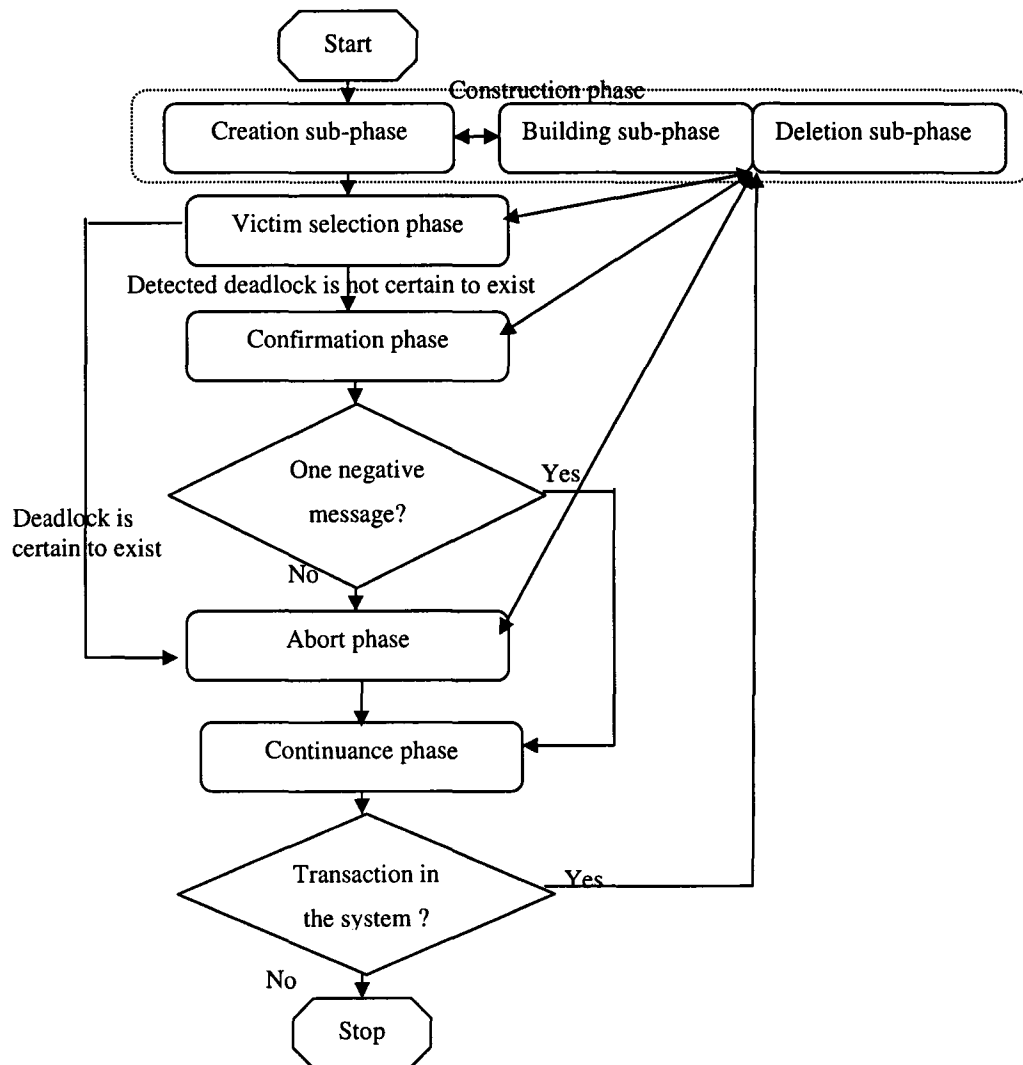 Start
Construction phase
Creation sub-phase
Building sub-phase
Deletion sub-phase
Victim selection phase
Detected deadlock is not certain to exist
Confirmation phase
One negative
message?
Yes
Deadlock is
certain to exist
No
Abort phase
Continuance phase
Transaction in
the system ?
Yes
No
Stop